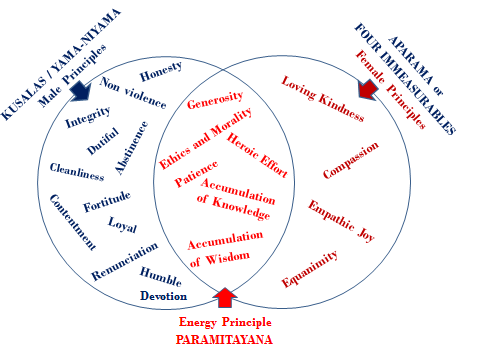 KUSALAS / YAMA-NIYAMA
Male Principles
APARAMA or
FOUR IMMEASURABLES
Female Principles
Honesty
Non violence
Integrity
Dutiful
Abstinence
Cleanliness
Fortitude
Contentment
Loyal
Renunciation
Humble
Devotion
Generosity
Ethics and Morality
Heroic Effort
Patience
Accumulation
of Knowledge
Accumulation
of Wisdom
Loving Kindness
Compassion
Empathic Joy
Equanimity
Energy Principle
PARAMITAYANA